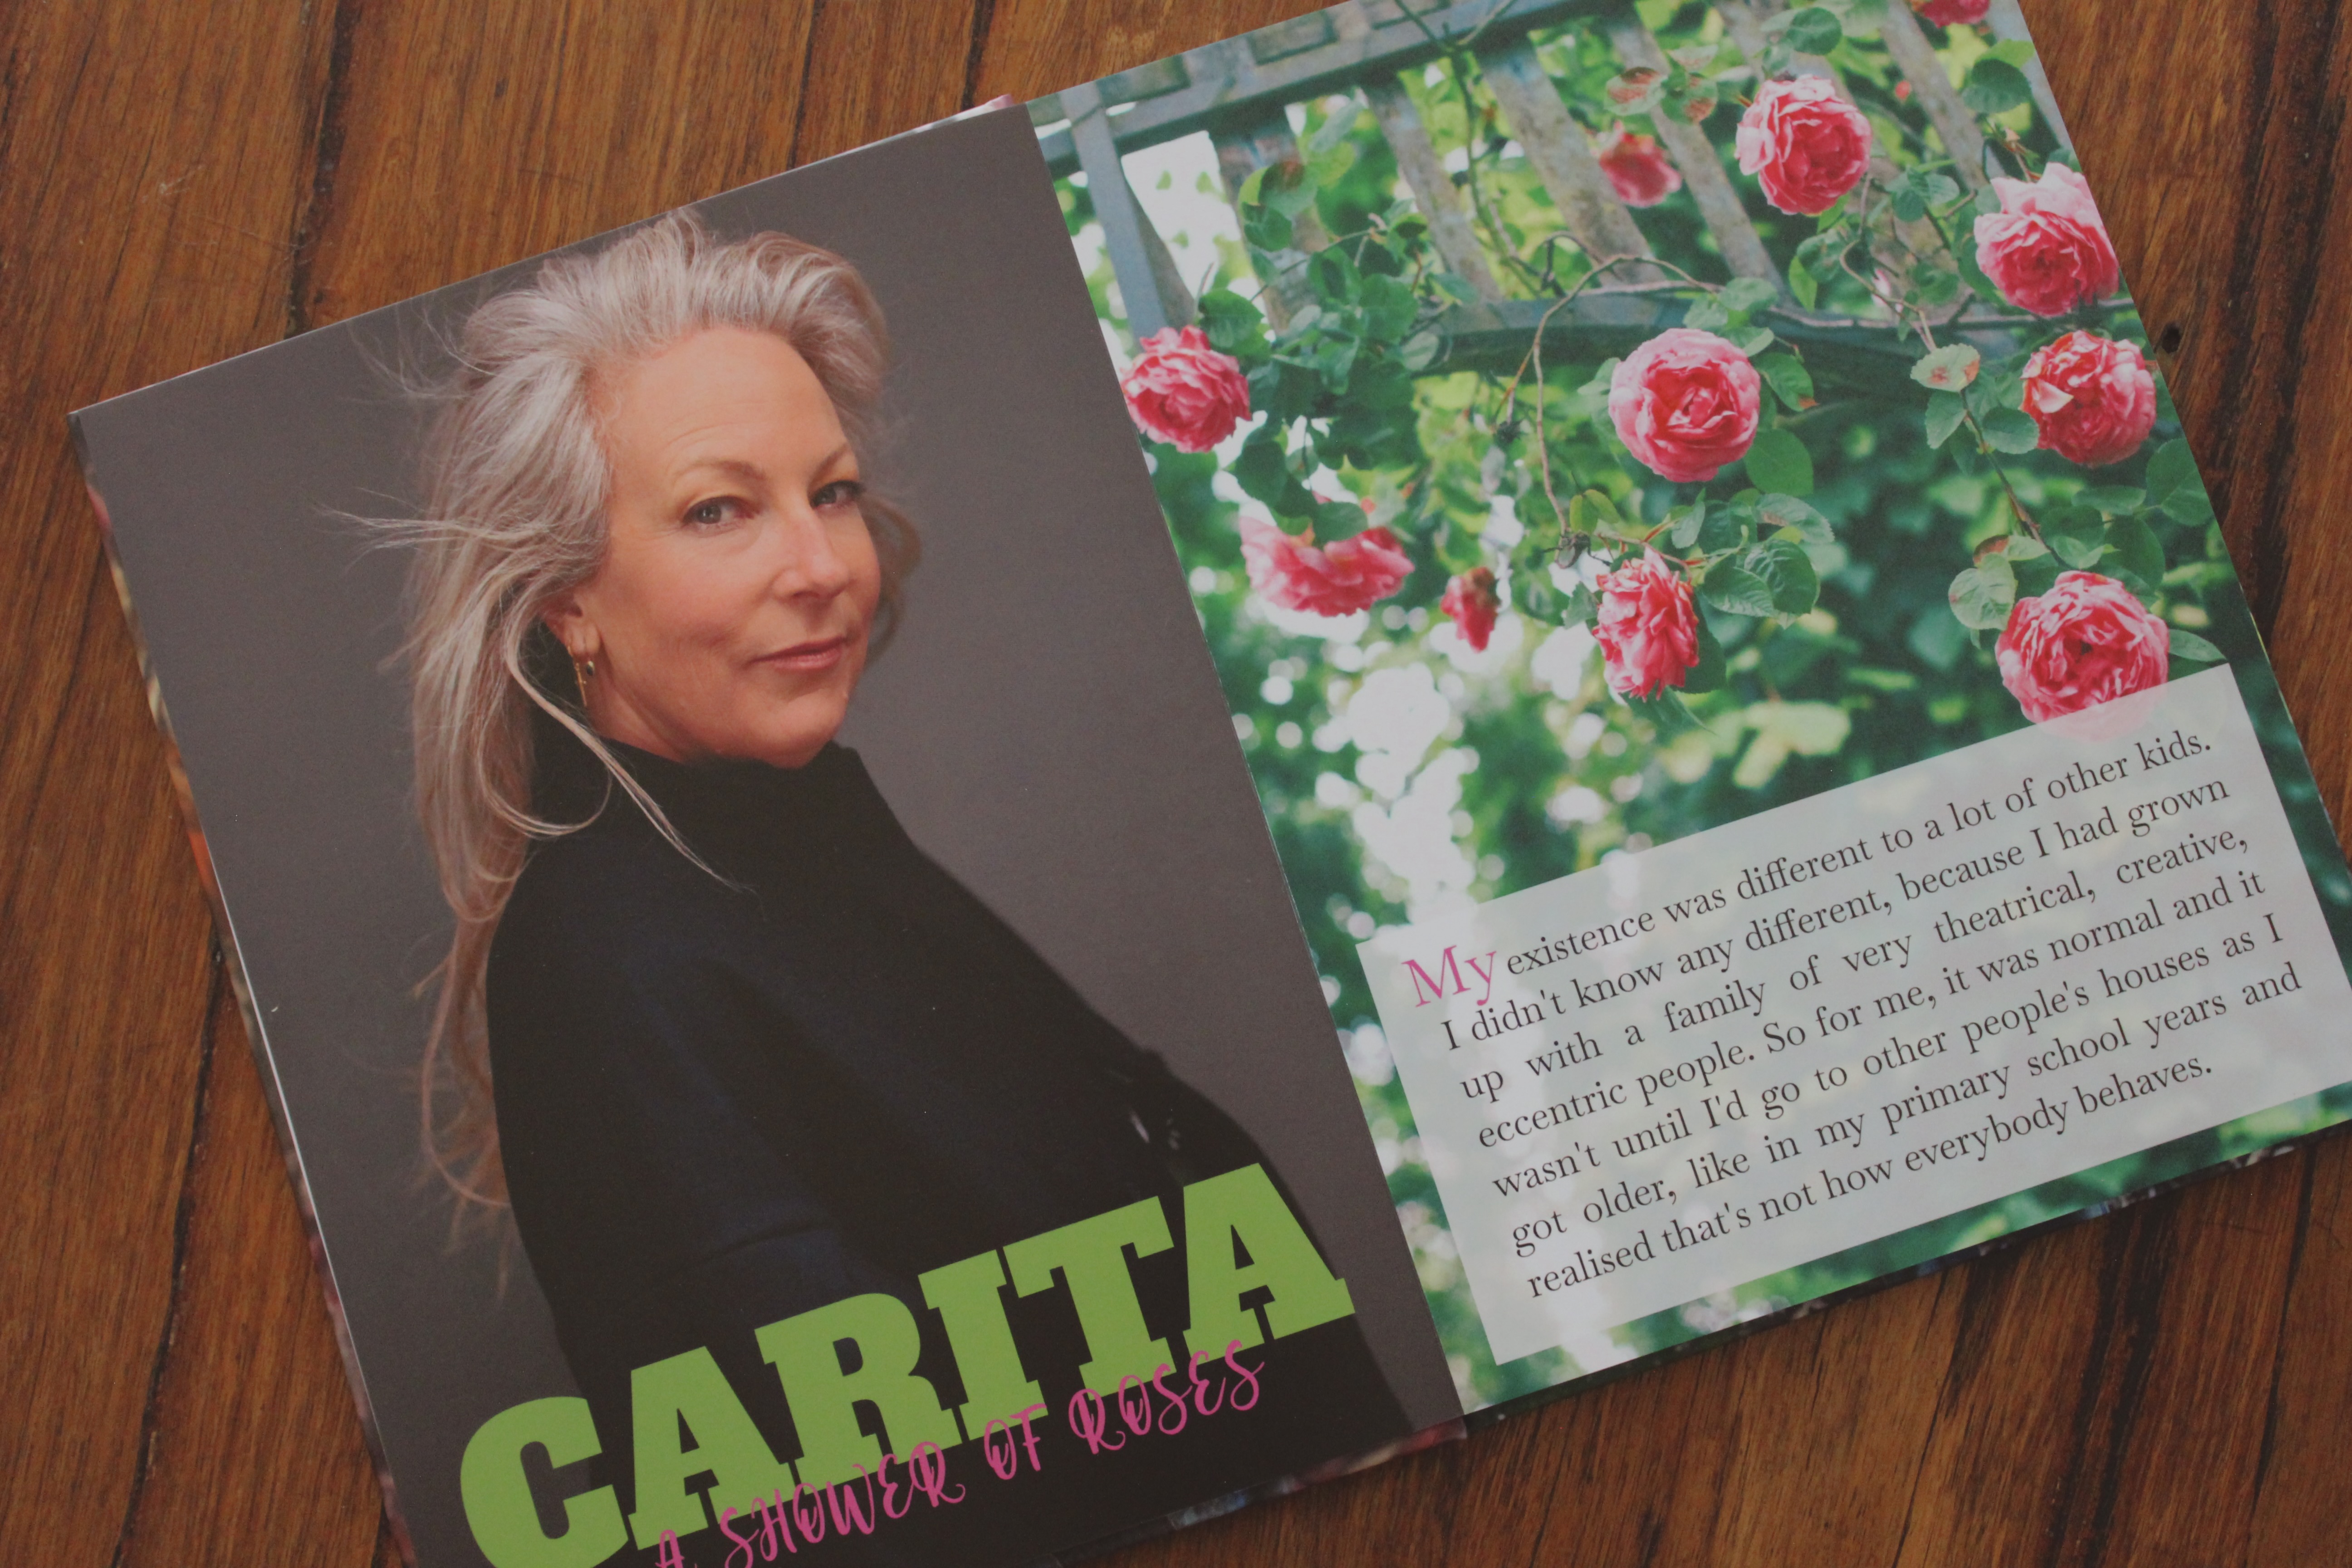 CARITA
A SHOWER OF ROSES
My existence was different to a lot of other kids.
I didn't know any different, because I had grown
up with a family of very theatrical, creative,
eccentric people. So for me, it was normal and it
wasn't until I'd go to other people's houses as I
got older, like in my primary school years and
realised that's not how everybody behaves.